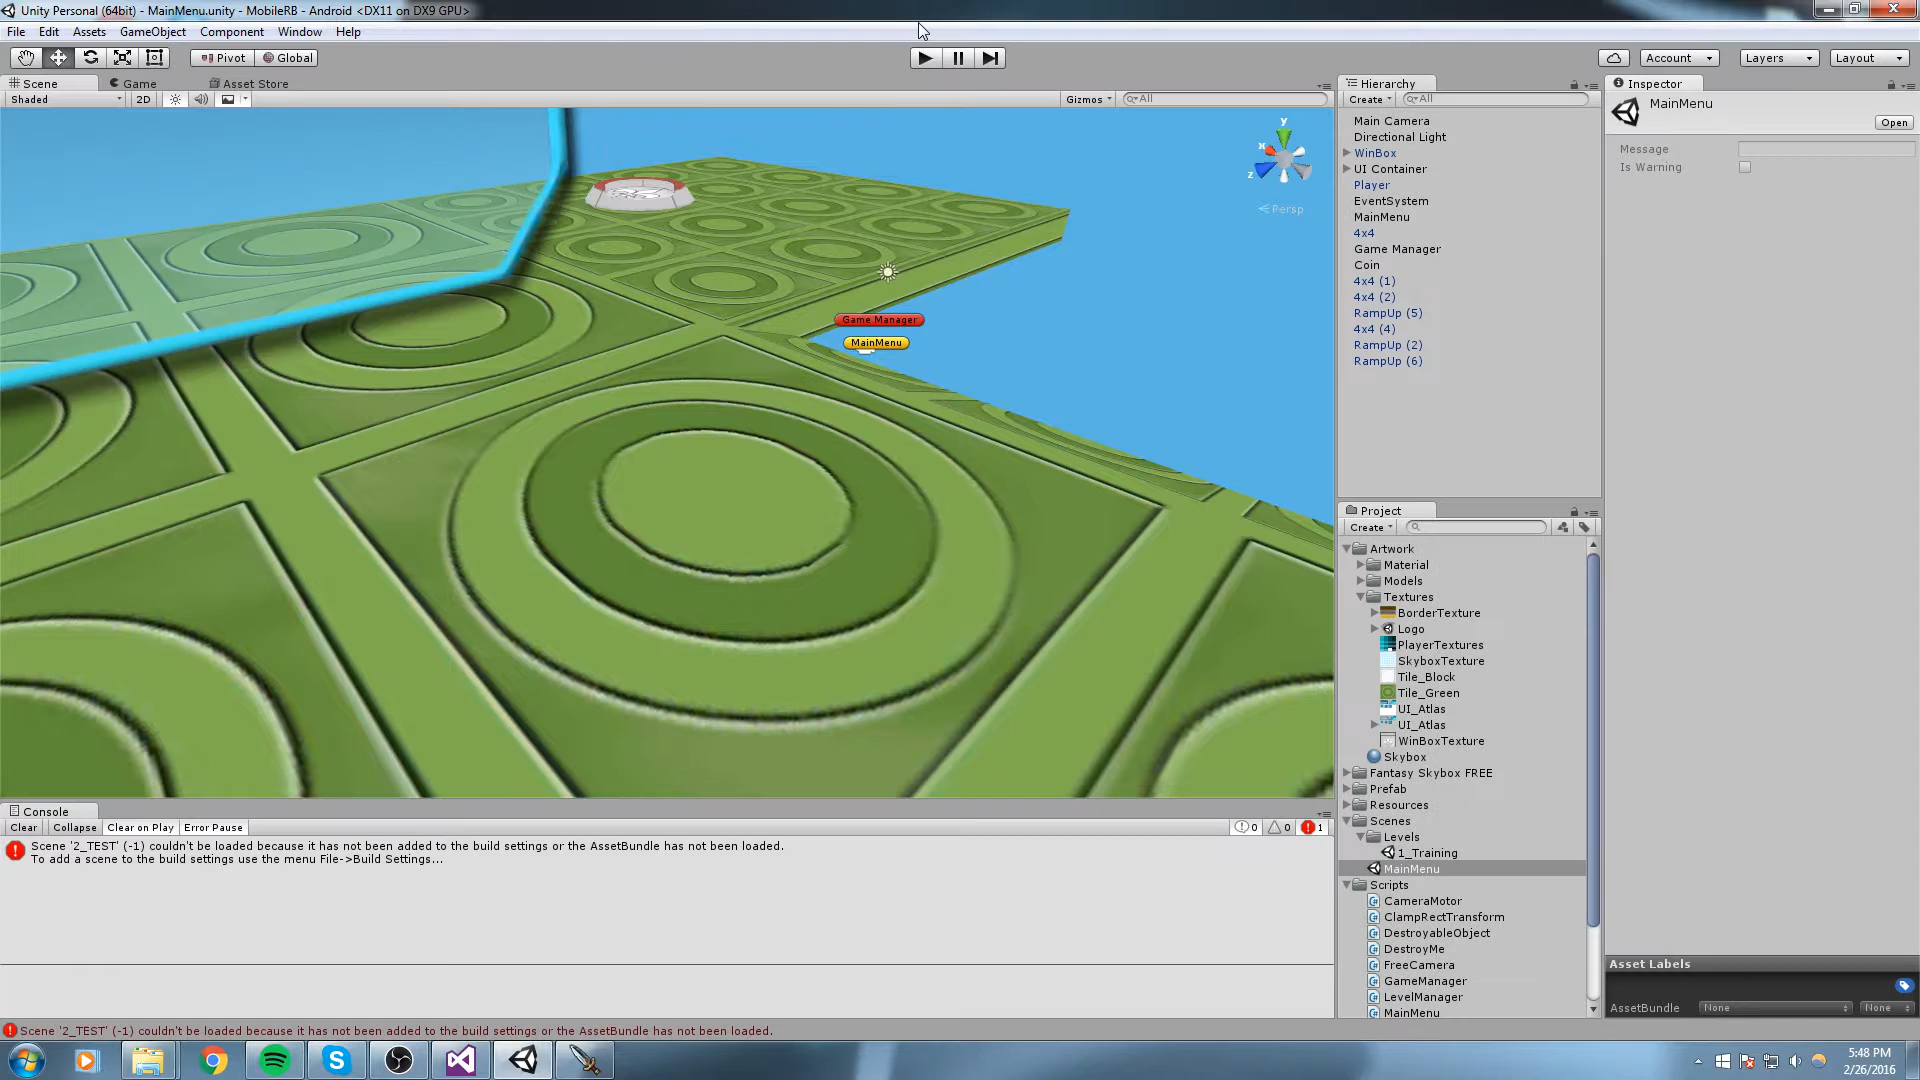 Unity Personal (64bit) - MainMenu.unity - MobileRB - Android <DX11 on DX9 GPU>
File Edit Assets GameObject Component Window Help
Pivot Global Account Layers Layout
Scene Game Asset Store
Shaded 2D Gizmos All
y
x
z
Persp
Game Manager
MainMenu
Hierarchy
Create All
Main Camera
Directional Light
WinBox
UI Container
Player
EventSystem
MainMenu
4x4
Game Manager
Coin
4x4 (1)
4x4 (2)
RampUp (5)
4x4 (4)
RampUp (2)
RampUp (6)
Project
Create
Artwork
Material
Models
Textures
BorderTexture
Logo
PlayerTextures
SkyboxTexture
Tile_Block
Tile_Green
UI_Atlas
UI_Atlas
WinBoxTexture
Skybox
Fantasy Skybox FREE
Prefab
Resources
Scenes
Levels
1_Training
MainMenu
Scripts
CameraMotor
ClampRectTransform
DestroyableObject
DestroyMe
FreeCamera
GameManager
LevelManager
MainMenu
Inspector
MainMenu
Open
Message
Is Warning
Asset Labels
AssetBundle None None
Console
Clear Collapse Clear on Play Error Pause 0 0 1
Scene '2_TEST' (-1) couldn't be loaded because it has not been added to the build settings or the AssetBundle has not been loaded.
To add a scene to the build settings use the menu File->Build Settings...
Scene '2_TEST' (-1) couldn't be loaded because it has not been added to the build settings or the AssetBundle has not been loaded.
5:48 PM
2/26/2016